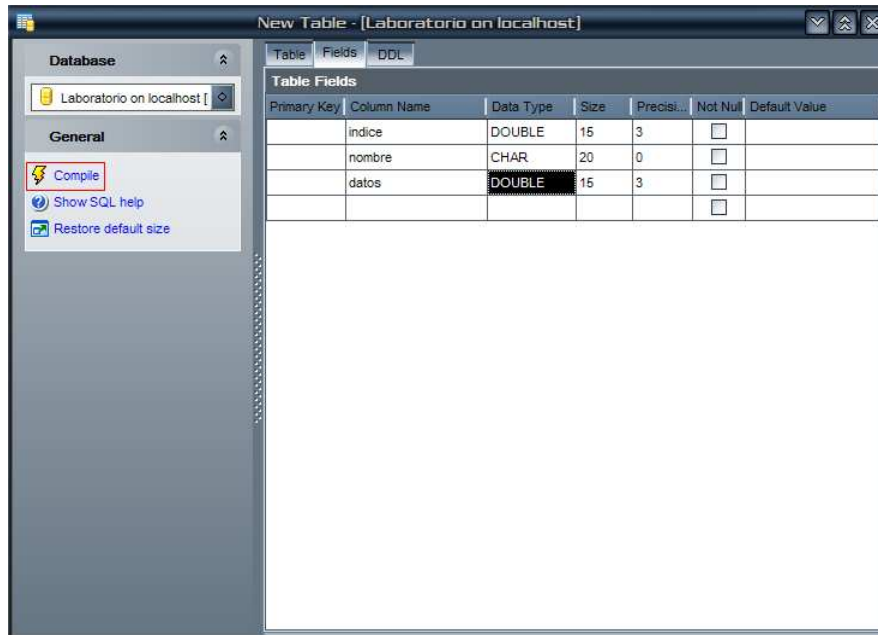 New Table - [Laboratorio on localhost]
Database
Laboratorio on localhost [
General
Compile
Show SQL help
Restore default size
Table Fields DDL
Table Fields
Primary Key Column Name Data Type Size Precisi... Not Null Default Value
indice DOUBLE 15 3
nombre CHAR 20 0
datos DOUBLE 15 3